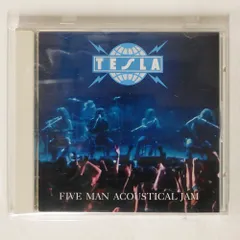 TESLA
FIVE MAN ACOUSTICAL JAM